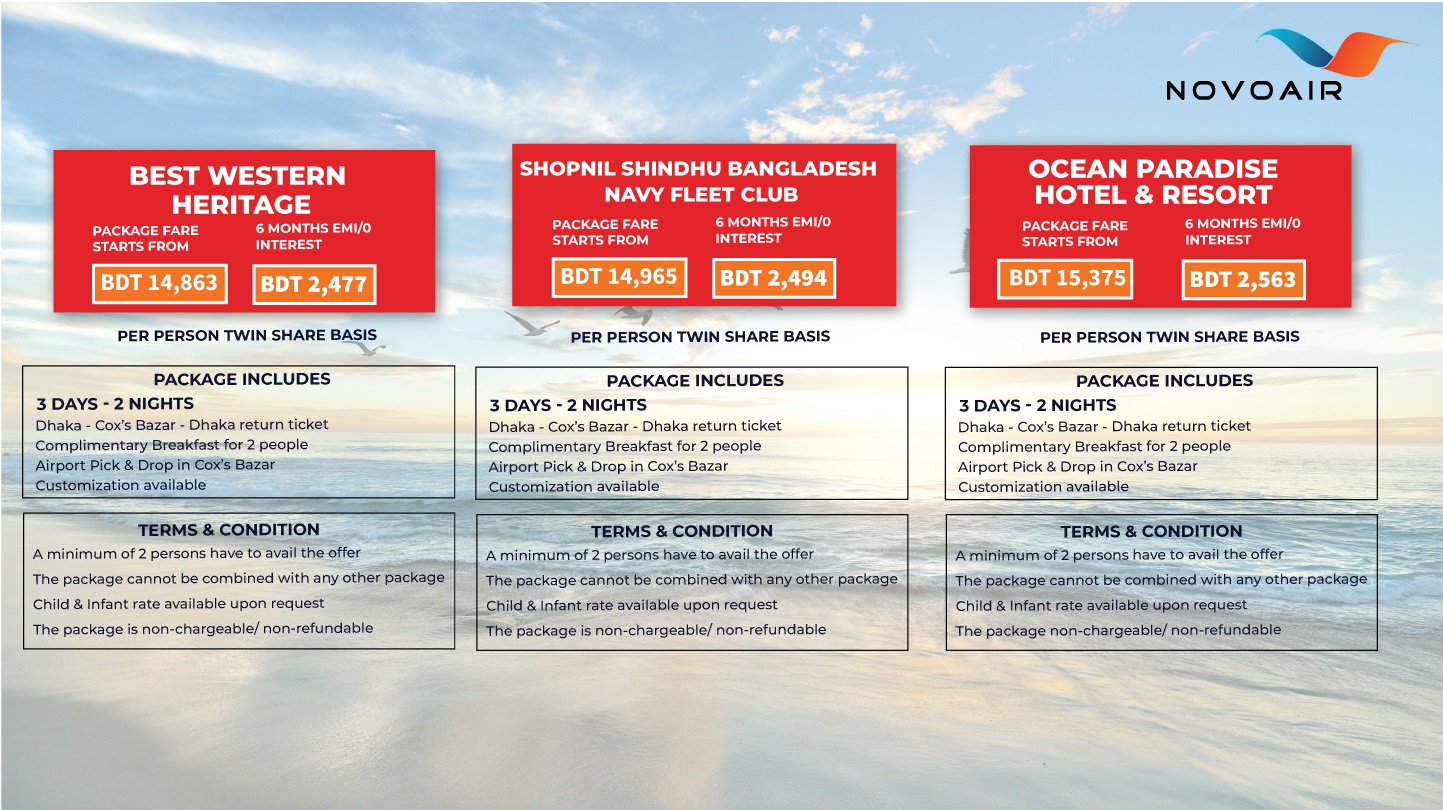 NOVOAIR
BEST WESTERN
HERITAGE
PACKAGE FARE
STARTS FROM
6 MONTHS EMI/0
INTEREST
BDT 14,863
BDT 2,477
PER PERSON TWIN SHARE BASIS
PACKAGE INCLUDES
3 DAYS - 2 NIGHTS
Dhaka - Cox's Bazar - Dhaka return ticket
Complimentary Breakfast for 2 people
Airport Pick & Drop in Cox's Bazar
Customization available
TERMS & CONDITION
A minimum of 2 persons have to avail the offer
The package cannot be combined with any other package
Child & Infant rate available upon request
The package is non-chargeable/ non-refundable
SHOPNIL SHINDHU BANGLADESH
NAVY FLEET CLUB
PACKAGE FARE
STARTS FROM
6 MONTHS EMI/0
INTEREST
BDT 14,965
BDT 2,494
PER PERSON TWIN SHARE BASIS
PACKAGE INCLUDES
3 DAYS - 2 NIGHTS
Dhaka - Cox's Bazar - Dhaka return ticket
Complimentary Breakfast for 2 people
Airport Pick & Drop in Cox's Bazar
Customization available
TERMS & CONDITION
A minimum of 2 persons have to avail the offer
The package cannot be combined with any other package
Child & Infant rate available upon request
The package is non-chargeable/ non-refundable
OCEAN PARADISE
HOTEL & RESORT
PACKAGE FARE
STARTS FROM
6 MONTHS EMI/0
INTEREST
BDT 15,375
BDT 2,563
PER PERSON TWIN SHARE BASIS
PACKAGE INCLUDES
3 DAYS - 2 NIGHTS
Dhaka - Cox's Bazar - Dhaka return ticket
Complimentary Breakfast for 2 people
Airport Pick & Drop in Cox's Bazar
Customization available
TERMS & CONDITION
A minimum of 2 persons have to avail the offer
The package cannot be combined with any other package
Child & Infant rate available upon request
The package non-chargeable/ non-refundable